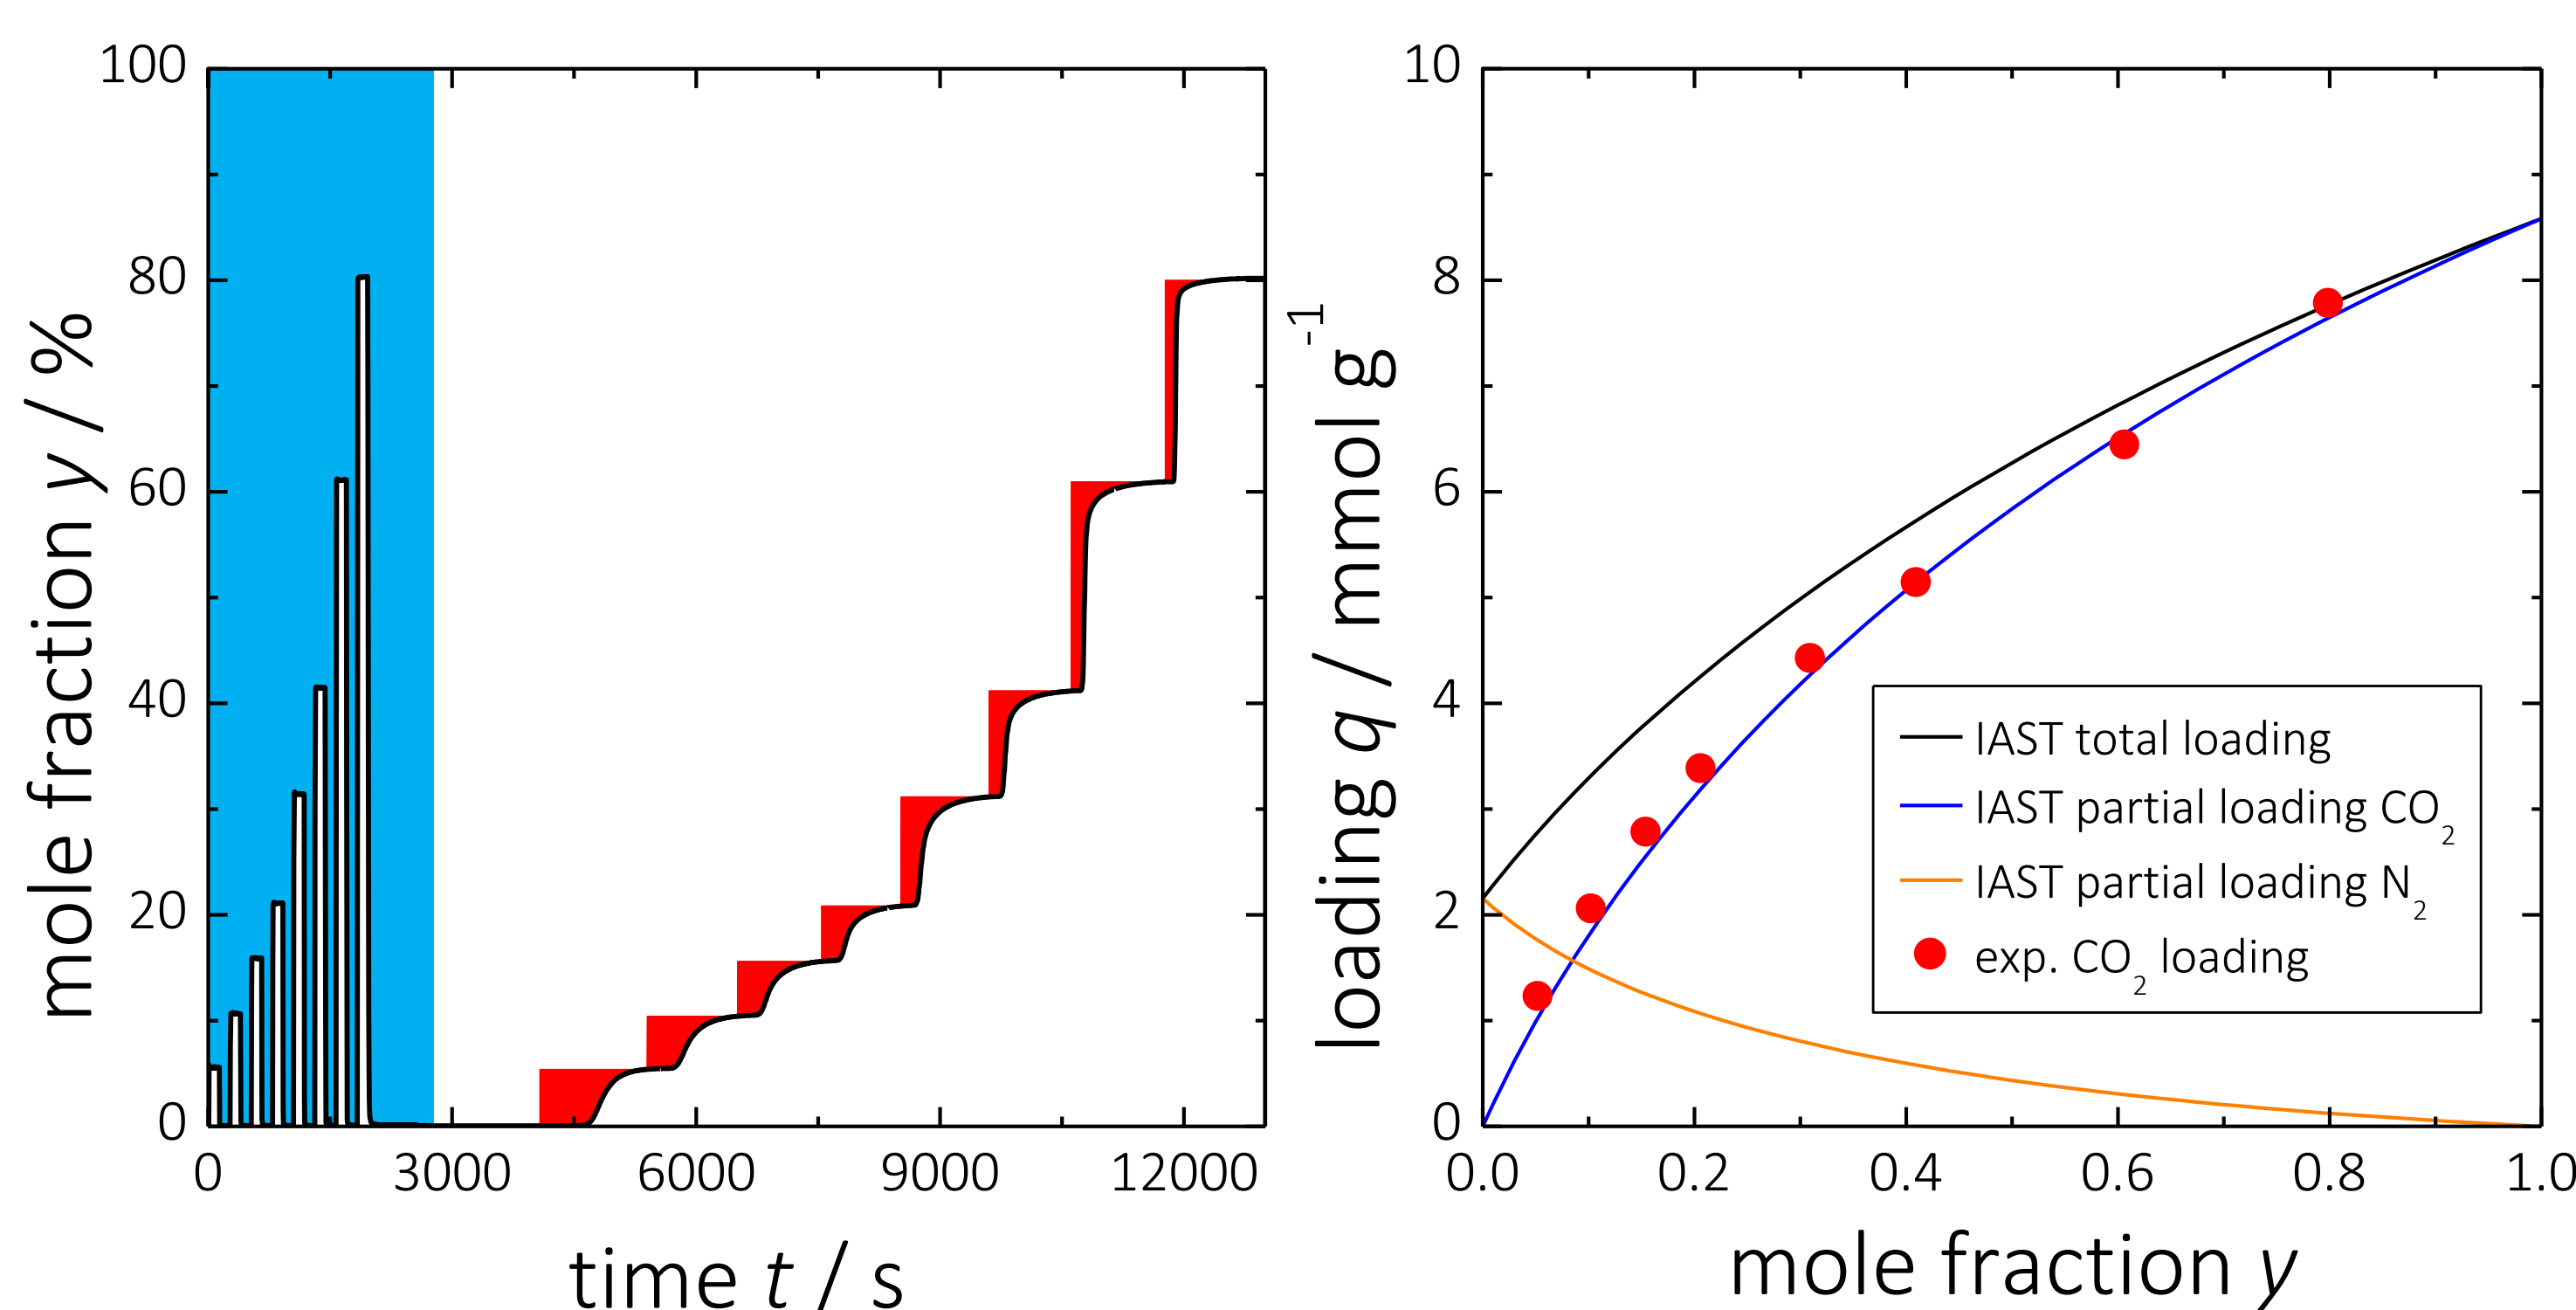 mole fraction y / %
100
80
60
40
20
0
0 3000 6000 9000 12000
time t / s
loading q / mmol g-1
10
8
6
4
2
0
IAST total loading
IAST partial loading CO2
IAST partial loading N2
exp. CO2 loading
0.0 0.2 0.4 0.6 0.8 1.0
mole fraction y